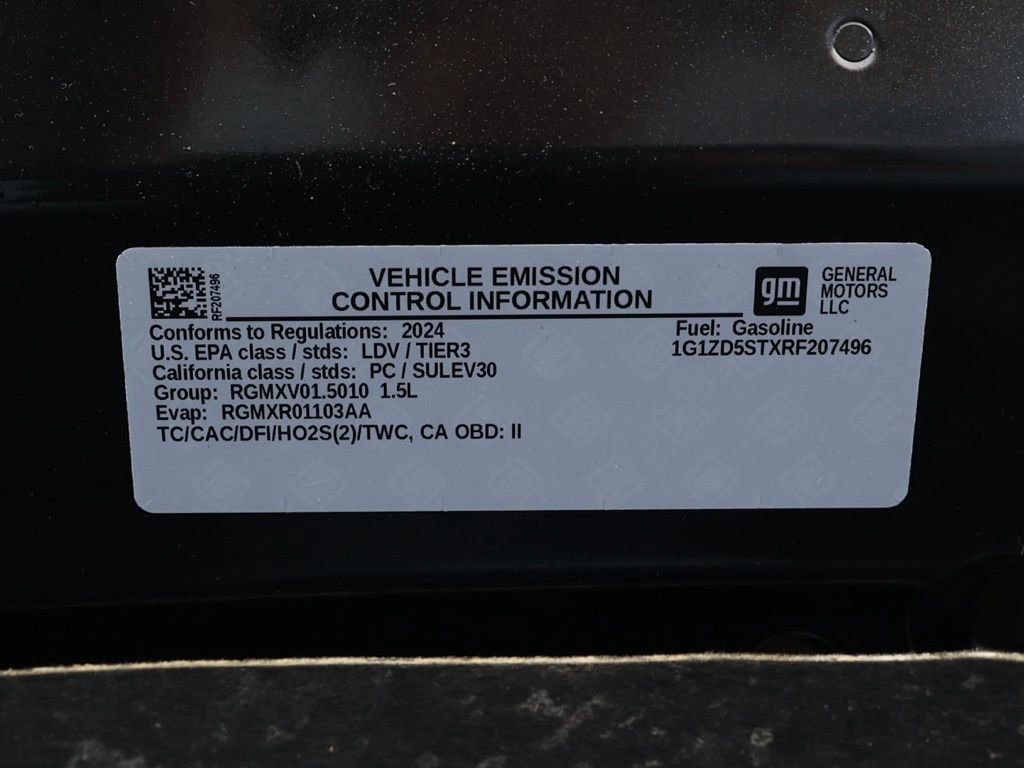 RF207496
VEHICLE EMISSION
CONTROL INFORMATION
gm
GENERAL
MOTORS
LLC
Conforms to Regulations: 2024
Fuel: Gasoline
U.S. EPA class / stds: LDV / TIER3
1G1ZD5STXRF207496
California class / stds: PC / SULEV30
Group: RGMXV01.5010 1.5L
Evap: RGMXR01103AA
TC/CAC/DFI/HO2S(2)/TWC, CA OBD: II